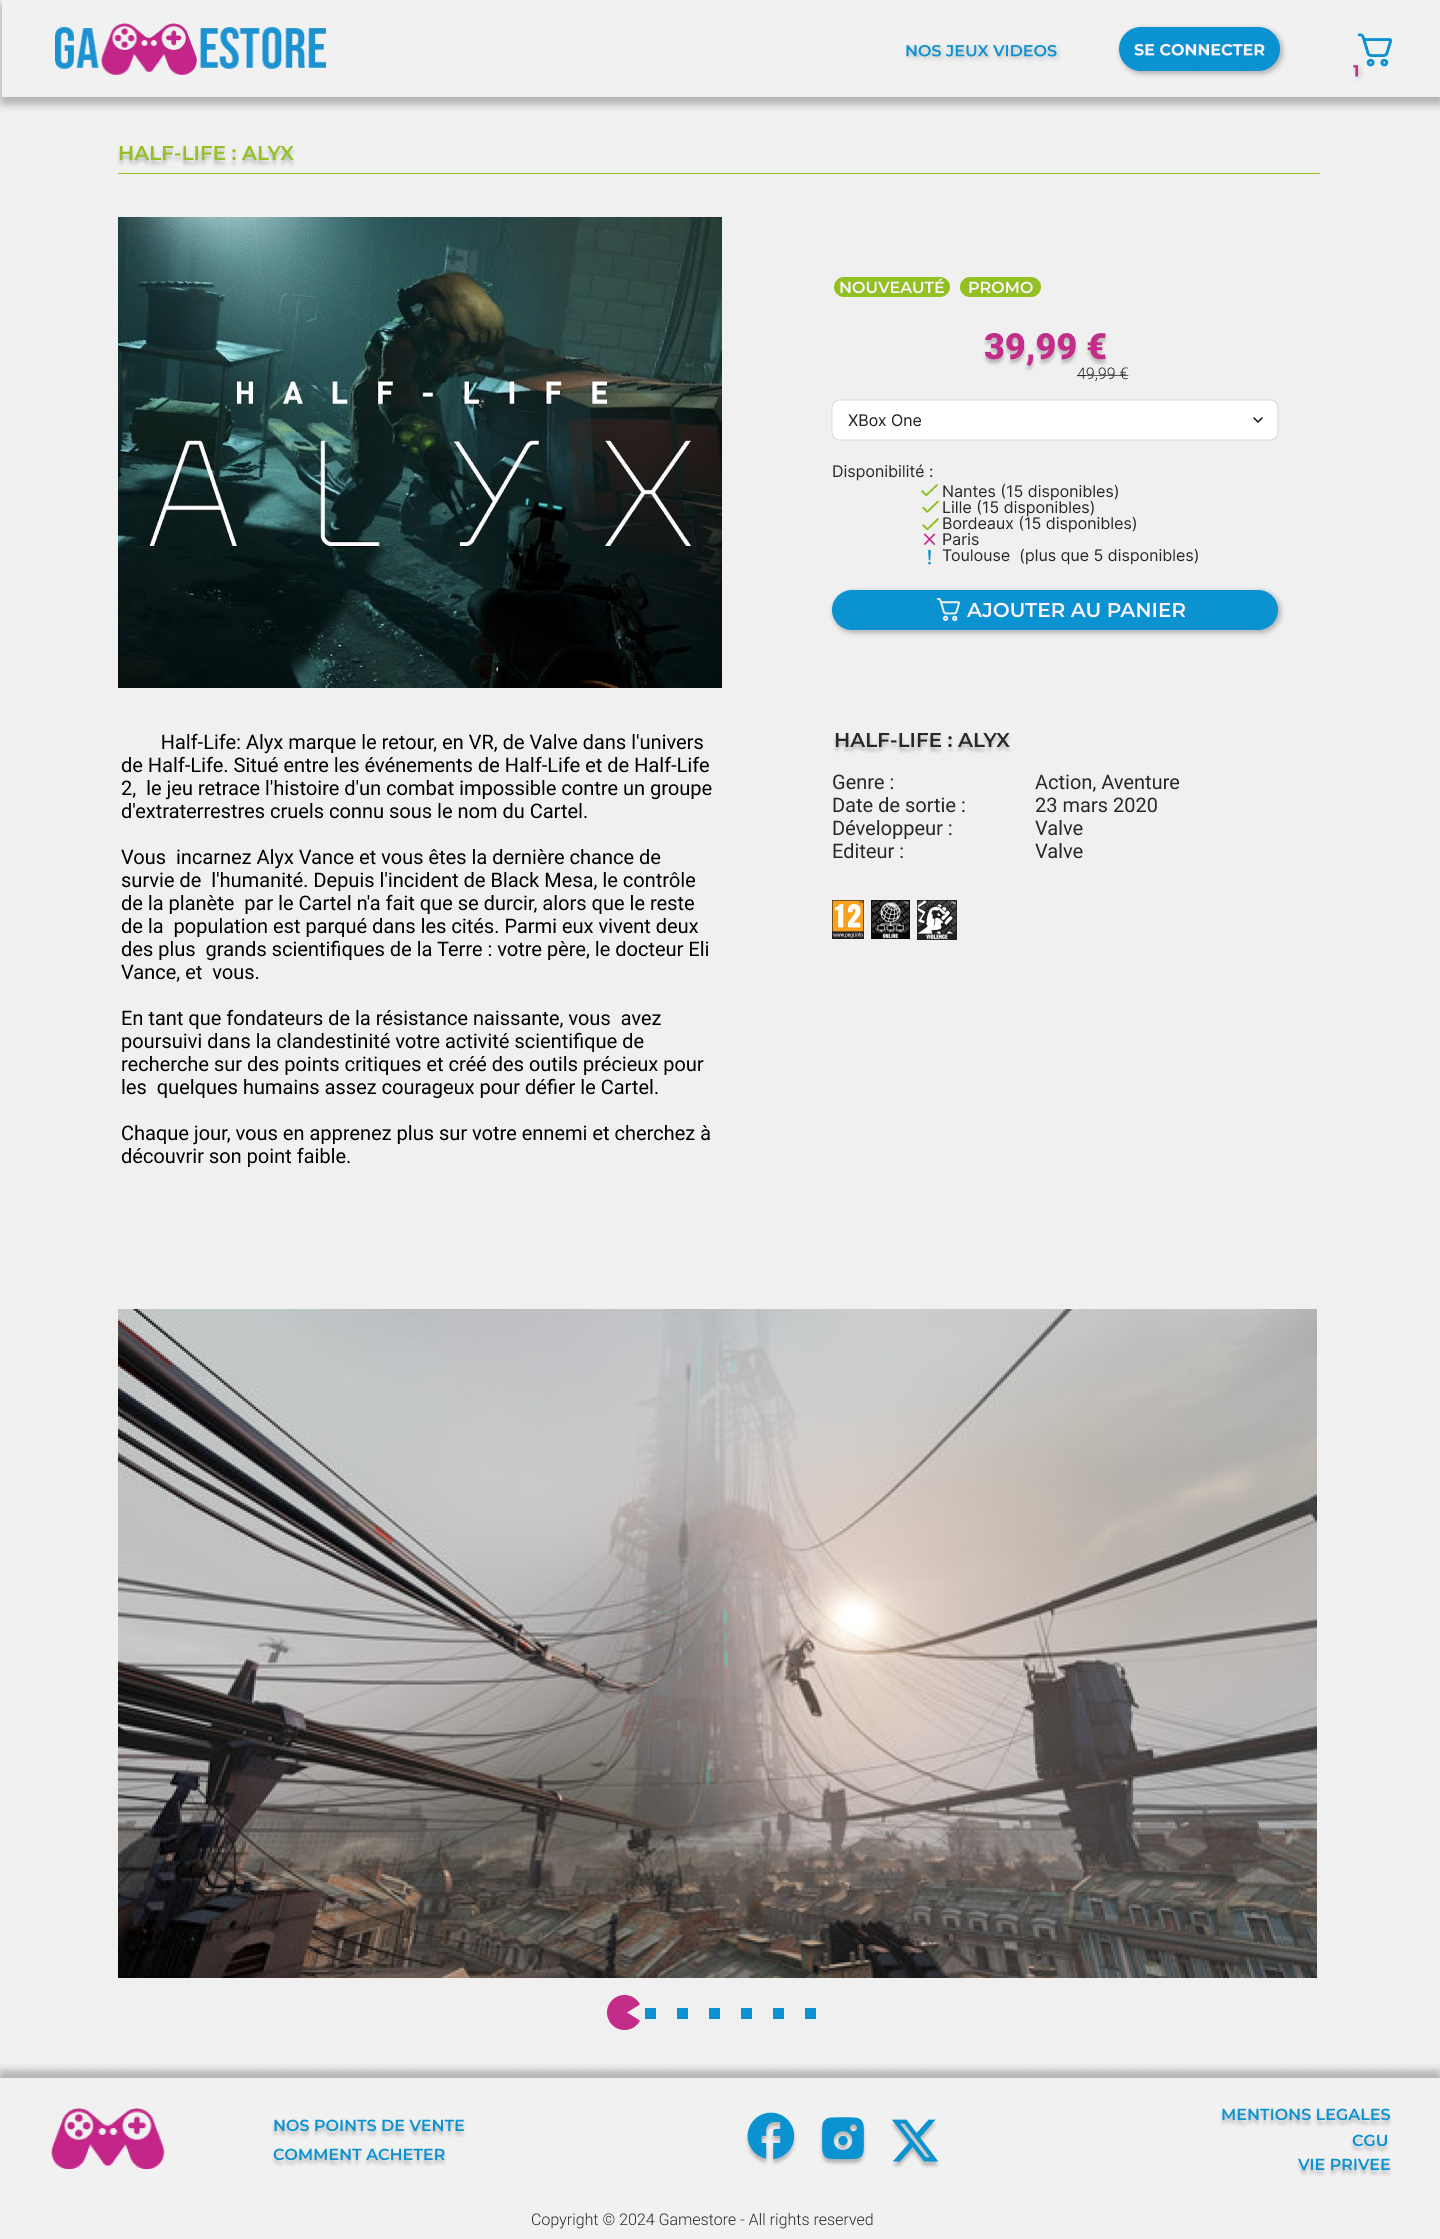 GAMESTORE
NOS JEUX VIDEOS
SE CONNECTER
1
HALF-LIFE : ALYX
HALF-LIFE
ALYX
NOUVEAUTÉ
PROMO
39,99 €
49,99 €
XBox One
Disponibilité :
Nantes (15 disponibles)
Lille (15 disponibles)
Bordeaux (15 disponibles)
Paris
Toulouse (plus que 5 disponibles)
AJOUTER AU PANIER
Half-Life: Alyx marque le retour, en VR, de Valve dans l'univers
de Half-Life. Situé entre les événements de Half-Life et de Half-Life
2, le jeu retrace l'histoire d'un combat impossible contre un groupe
d'extraterrestres cruels connu sous le nom du Cartel.
Vous incarnez Alyx Vance et vous êtes la dernière chance de
survie de l'humanité. Depuis l'incident de Black Mesa, le contrôle
de la planète par le Cartel n'a fait que se durcir, alors que le reste
de la population est parqué dans les cités. Parmi eux vivent deux
des plus grands scientifiques de la Terre : votre père, le docteur Eli
Vance, et vous.
En tant que fondateurs de la résistance naissante, vous avez
poursuivi dans la clandestinité votre activité scientifique de
recherche sur des points critiques et créé des outils précieux pour
les quelques humains assez courageux pour défier le Cartel.
Chaque jour, vous en apprenez plus sur votre ennemi et cherchez à
découvrir son point faible.
HALF-LIFE : ALYX
Genre : Action, Aventure
Date de sortie : 23 mars 2020
Développeur : Valve
Editeur : Valve
12
www.pegi.info
ONLINE
VIOLENCE
NOS POINTS DE VENTE
COMMENT ACHETER
MENTIONS LEGALES
CGU
VIE PRIVEE
Copyright © 2024 Gamestore - All rights reserved